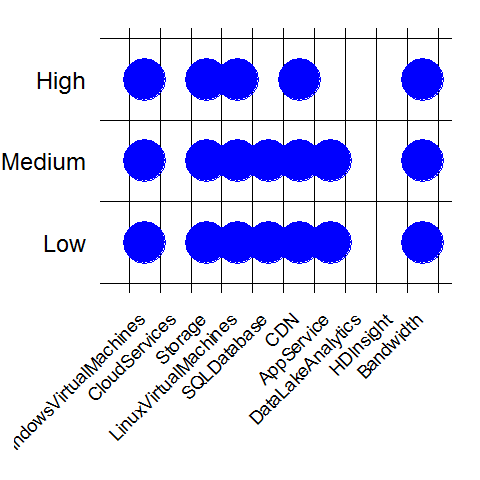 High
Medium
Low
ndowsVirtualMachines
CloudServices
Storage
LinuxVirtualMachines
SQLDatabase
CDN
AppService
DataLakeAnalytics
HDInsight
Bandwidth